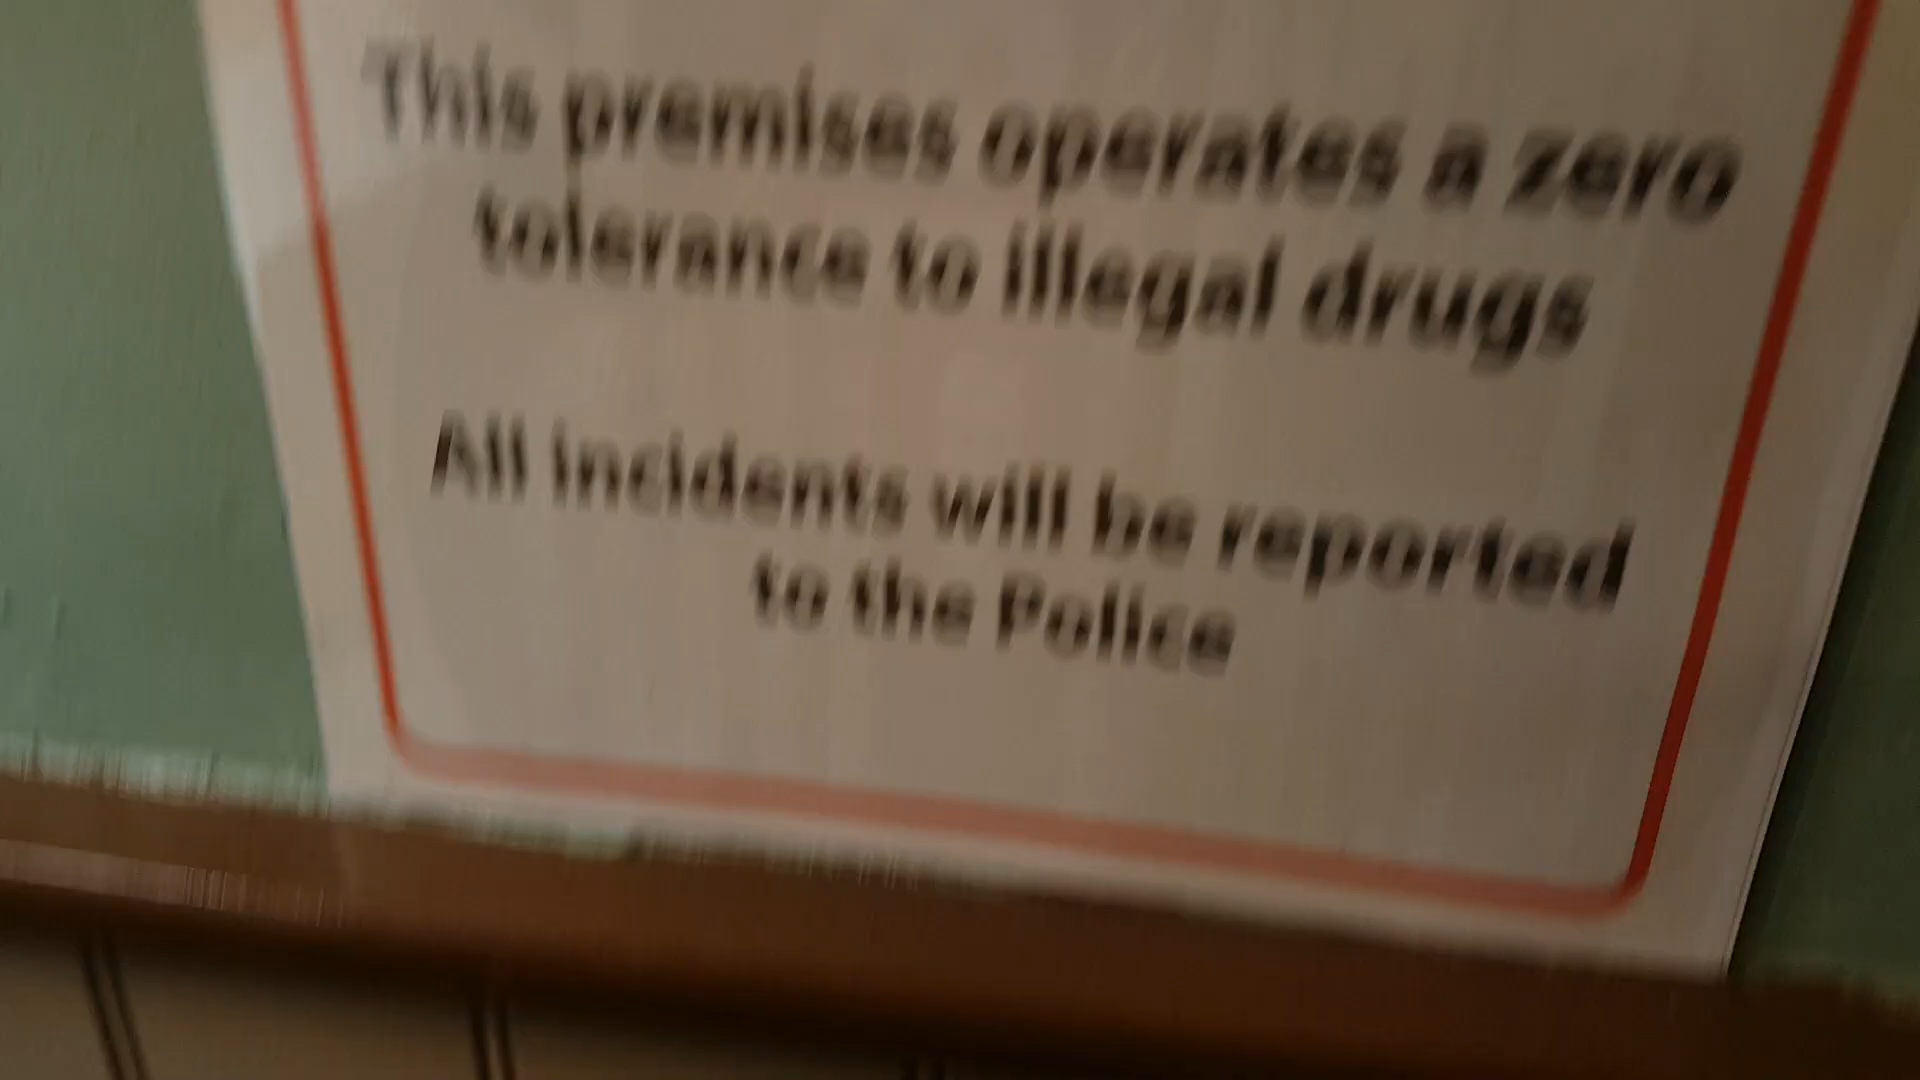 This premises operates a zero
tolerance to illegal drugs
All incidents will be reported
to the Police